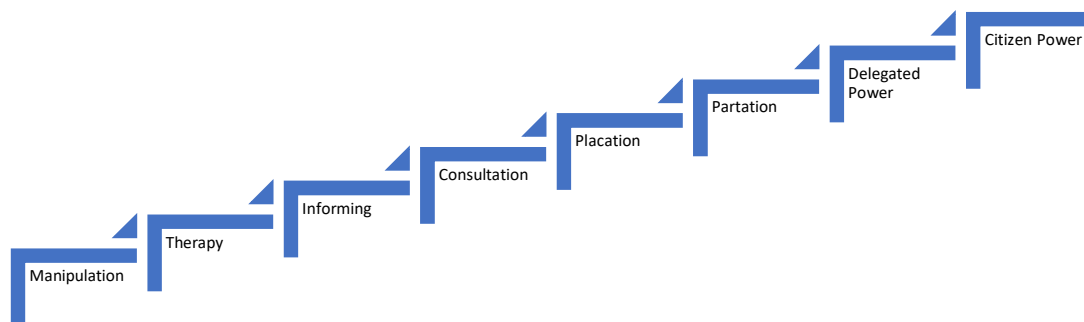 Manipulation
Therapy
Informing
Consultation
Placation
Partation
Delegated
Power
Citizen Power